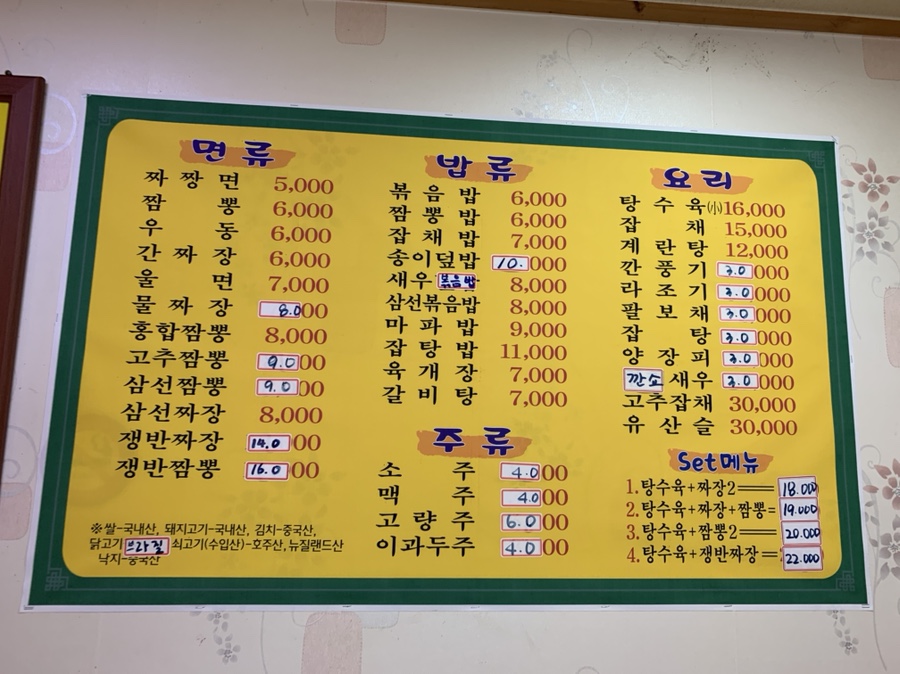 면류
짜장면 5,000
짬뽕 6,000
우동 6,000
간짜장 6,000
울면 7,000
물짜장 8.000
홍합짬뽕 8,000
고추짬뽕 9.000
삼선짬뽕 9.000
삼선짜장 8,000
쟁반짜장 14.000
쟁반짬뽕 16.000
※쌀-국내산, 돼지고기-국내산, 김치-중국산,
닭고기 브라질 쇠고기(수입산)-호주산, 뉴질랜드산
낙지-중국산
밥류
볶음밥 6,000
짬뽕밥 6,000
잡채밥 7,000
송이덮밥 10.000
새우볶음밥 8,000
삼선볶음밥 8,000
마파밥 9,000
잡탕밥 11,000
육개장 7,000
갈비탕 7,000
주류
소주 4.000
맥주 4.000
고량주 6.000
이과두주 4.000
요리
탕수육(小) 16,000
잡채 15,000
계란탕 12,000
깐풍기 3.0000
라조기 3.0000
팔보채 3.0000
잡탕 3.0000
양장피 3.0000
깐쇼새우 3.0000
고추잡채 30,000
유산슬 30,000
Set메뉴
1.탕수육+짜장2= 18.000
2.탕수육+짜장+짬뽕= 19.000
3.탕수육+짬뽕2= 20.000
4.탕수육+쟁반짜장= 22.000